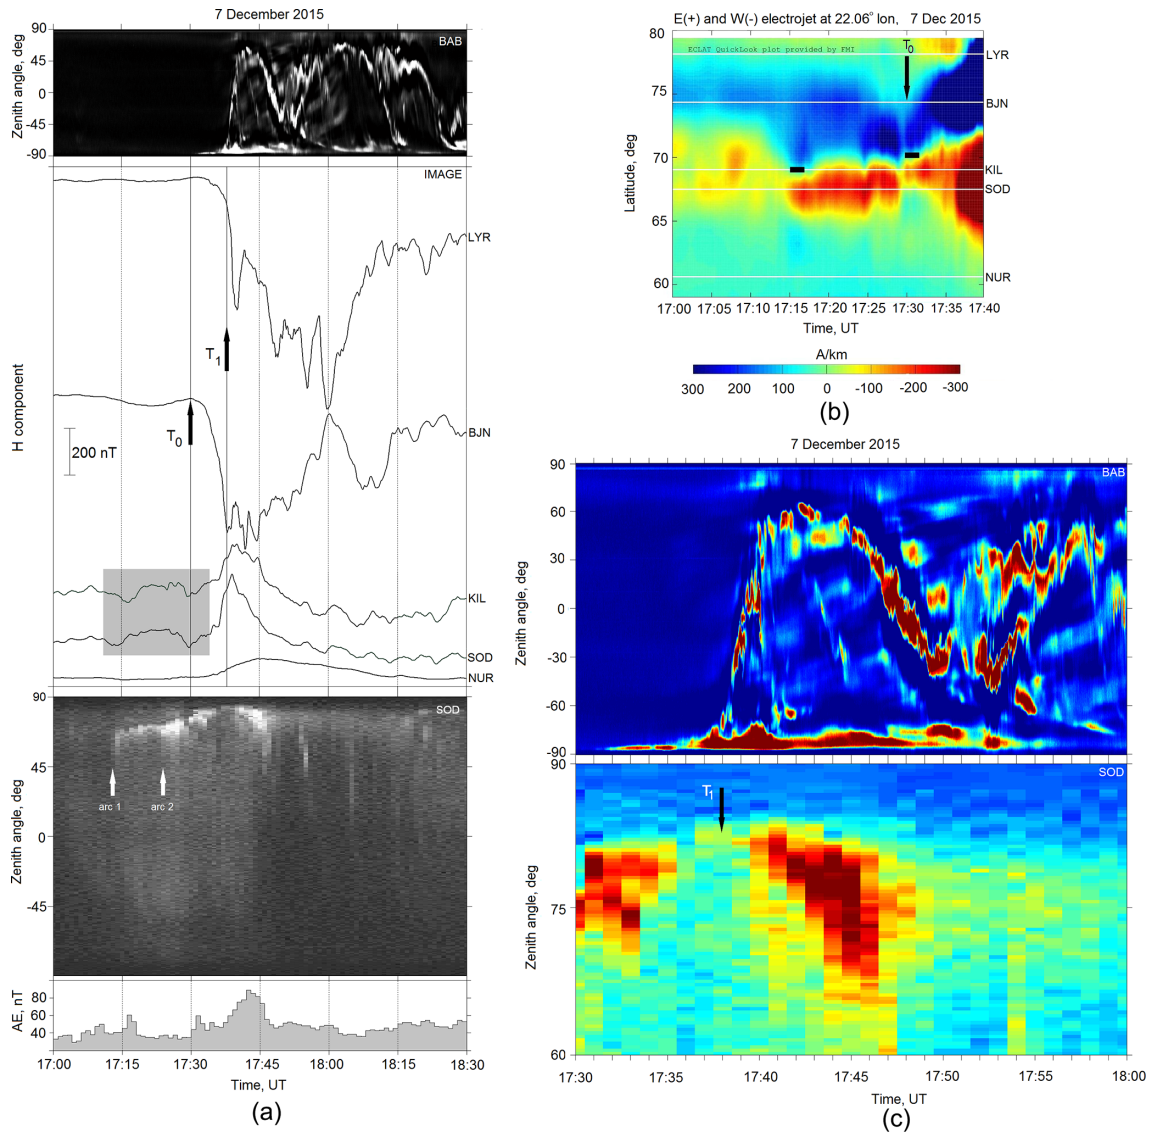 7 December 2015
BAB
Zenith angle, deg
90
45
0
-45
-90
IMAGE
LYR
T1
T0
BJN
200 nT
H component
KIL
SOD
NUR
SOD
Zenith angle, deg
90
45
0
-45
arc 1
arc 2
AE, nT
80
60
40
17:00
17:15
17:30
17:45
18:00
18:15
18:30
Time, UT
(a)
E(+) and W(-) electrojet at 22.06° lon, 7 Dec 2015
ECLAT QuickLook plot provided by FMI
T0
Latitude, deg
80
75
70
65
60
LYR
BJN
KIL
SOD
NUR
17:00
17:05
17:10
17:15
17:20
17:25
17:30
17:35
17:40
Time, UT
A/km
300
200
100
0
-100
-200
-300
(b)
7 December 2015
BAB
Zenith angle, deg
90
60
30
0
-30
-60
-90
SOD
T1
Zenith angle, deg
90
75
60
17:30
17:35
17:40
17:45
17:50
17:55
18:00
Time, UT
(c)